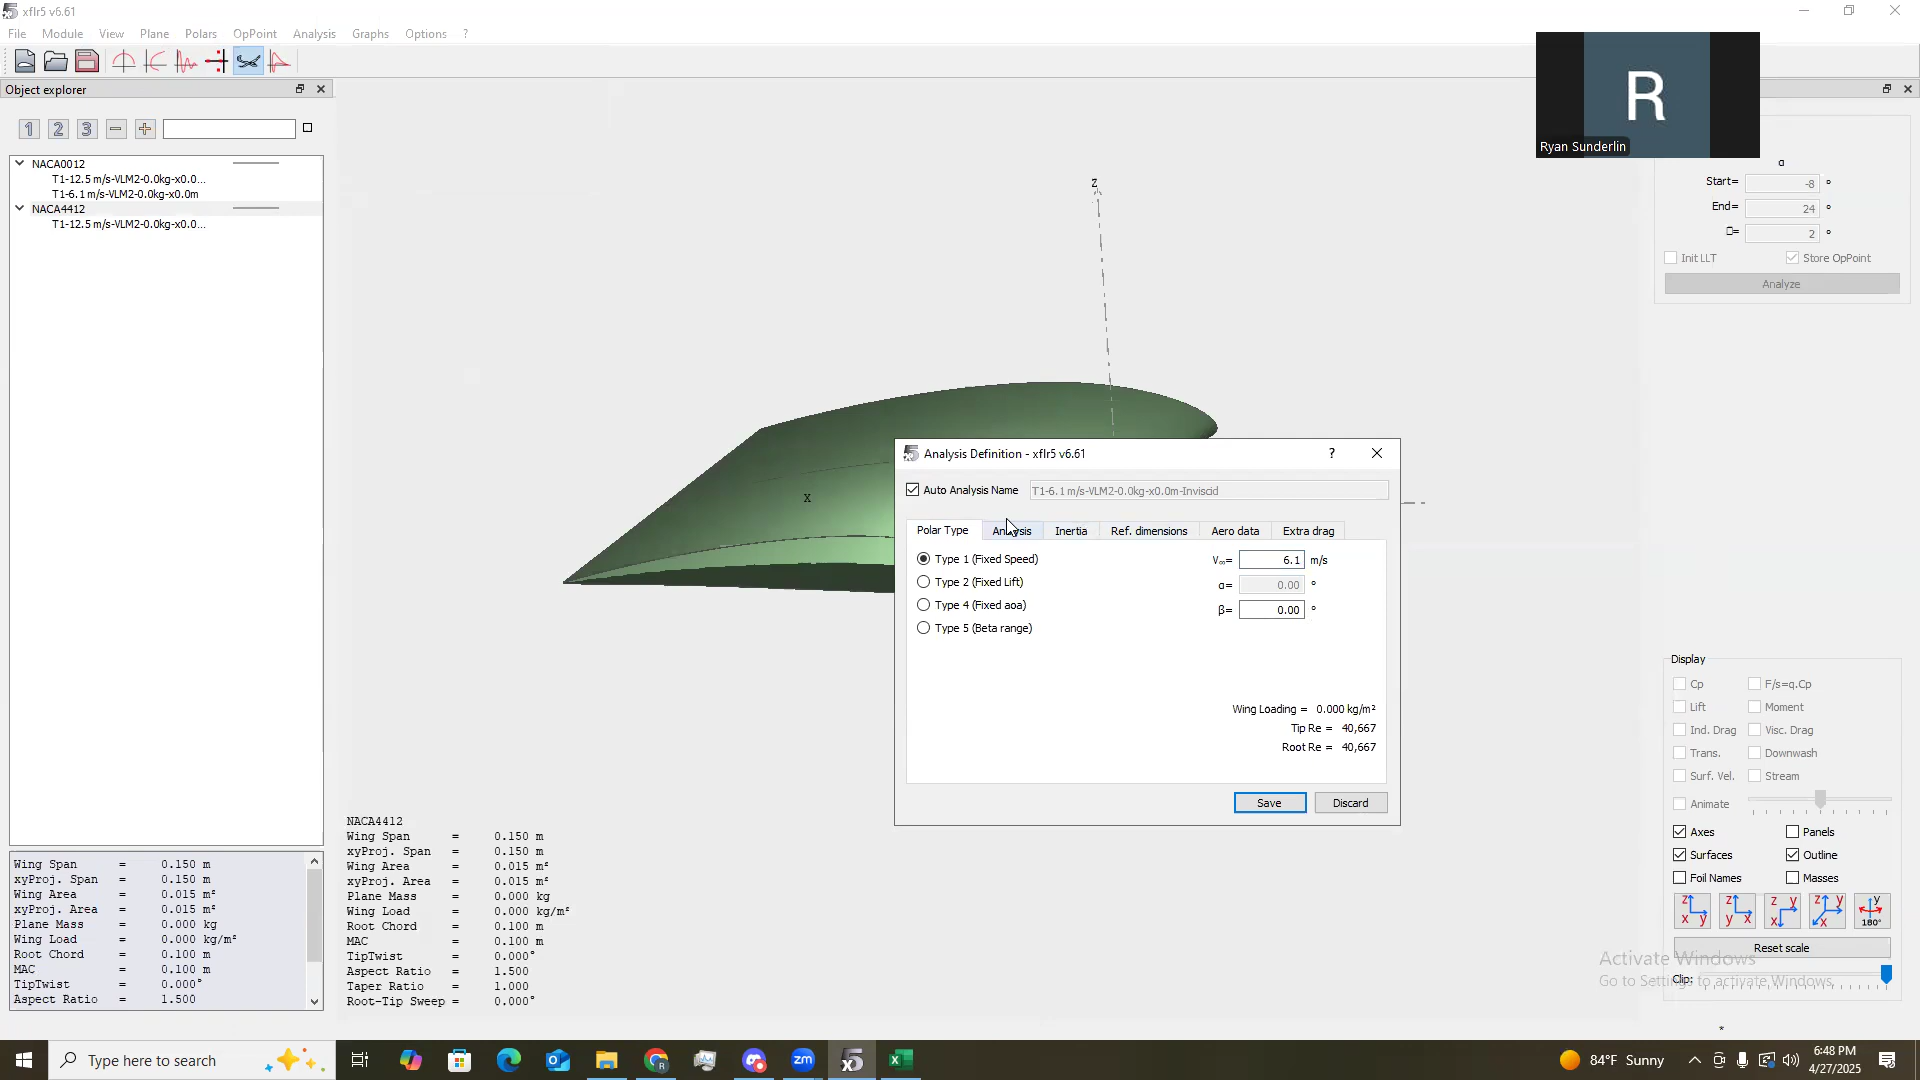 xflr5 v6.61
File Module View Plane Polars OpPoint Analysis Graphs Options ?
Object explorer
1 2 3
NACA0012
T1-12.5 m/s-VLM2-0.0kg-x0.0...
T1-6.1 m/s-VLM2-0.0kg-x0.0m
NACA4412
T1-12.5 m/s-VLM2-0.0kg-x0.0...
Wing Span = 0.150 m
xyProj. Span = 0.150 m
Wing Area = 0.015 m²
xyProj. Area = 0.015 m²
Plane Mass = 0.000 kg
Wing Load = 0.000 kg/m²
Root Chord = 0.100 m
MAC = 0.100 m
TipTwist = 0.000°
Aspect Ratio = 1.500
Z
X
NACA4412
Wing Span = 0.150 m
xyProj. Span = 0.150 m
Wing Area = 0.015 m²
xyProj. Area = 0.015 m²
Plane Mass = 0.000 kg
Wing Load = 0.000 kg/m²
Root Chord = 0.100 m
MAC = 0.100 m
TipTwist = 0.000°
Aspect Ratio = 1.500
Taper Ratio = 1.000
Root-Tip Sweep = 0.000°
Analysis Definition - xflr5 v6.61 ?
Auto Analysis Name T1-6.1 m/s-VLM2-0.0kg-x0.0m-Inviscid
Polar Type Analysis Inertia Ref. dimensions Aero data Extra drag
Type 1 (Fixed Speed) V∞= 6.1 m/s
Type 2 (Fixed Lift) α= 0.00 °
Type 4 (Fixed aoa) β= 0.00 °
Type 5 (Beta range)
Wing Loading = 0.000 kg/m²
Tip Re = 40,667
Root Re = 40,667
Save Discard
R
Ryan Sunderlin
α
Start= -8 °
End= 24 °
= 2 °
Init LLT Store OpPoint
Analyze
Display
Cp F/s=q.Cp
Lift Moment
Ind. Drag Visc. Drag
Trans. Downwash
Surf. Vel. Stream
Animate
Axes Panels
Surfaces Outline
Foil Names Masses
z x y z y x z y x z y x y 180°
Reset scale
Clip:
Activate Windows
Go to Settings to activate Windows.
*
Type here to search
zm
84°F Sunny
6:48 PM
4/27/2025